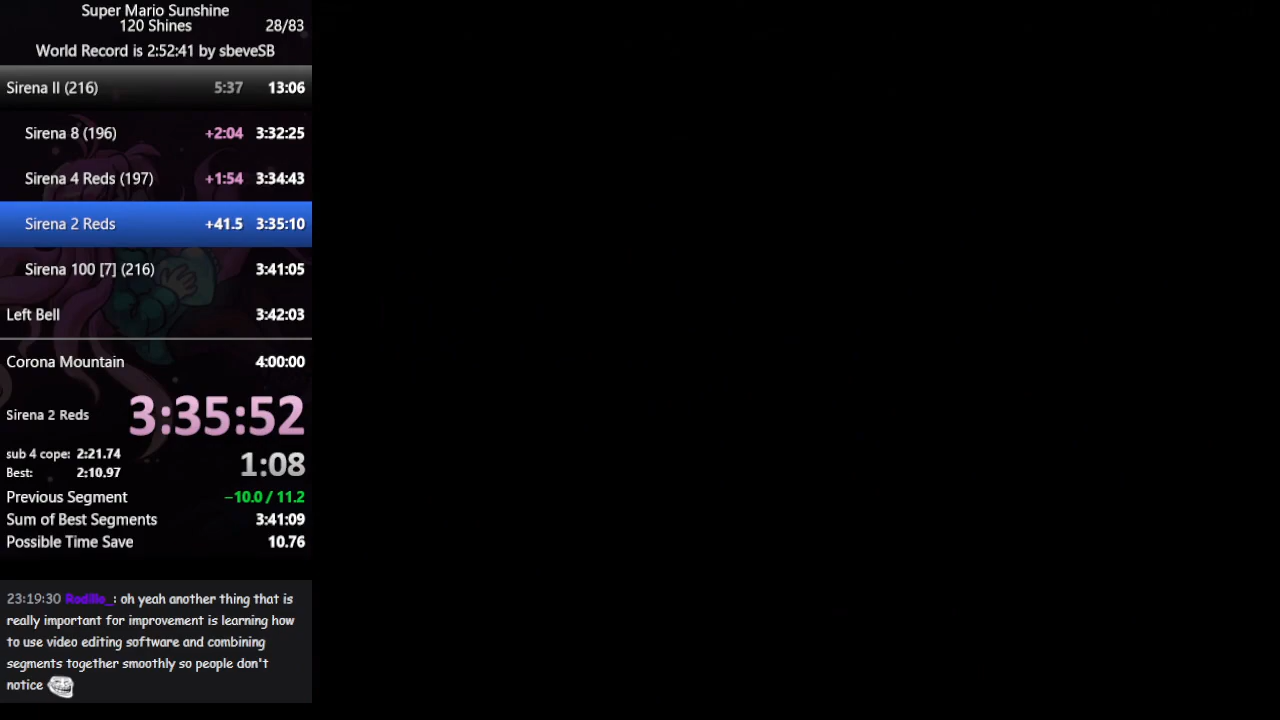 Super Mario Sunshine
120 Shines 28/83
World Record is 2:52:41 by sbeveSB
Sirena II (216) 5:37 13:06
Sirena 8 (196) +2:04 3:32:25
Sirena 4 Reds (197) +1:54 3:34:43
Sirena 2 Reds +41.5 3:35:10
Sirena 100 [7] (216) 3:41:05
Left Bell 3:42:03
Corona Mountain 4:00:00
Sirena 2 Reds 3:35:52
sub 4 cope: 2:21.74
Best: 2:10.97 1:08
Previous Segment −10.0 / 11.2
Sum of Best Segments 3:41:09
Possible Time Save 10.76
23:19:30 Rodillo_: oh yeah another thing that is
really important for improvement is learning how
to use video editing software and combining
segments together smoothly so people don't
notice